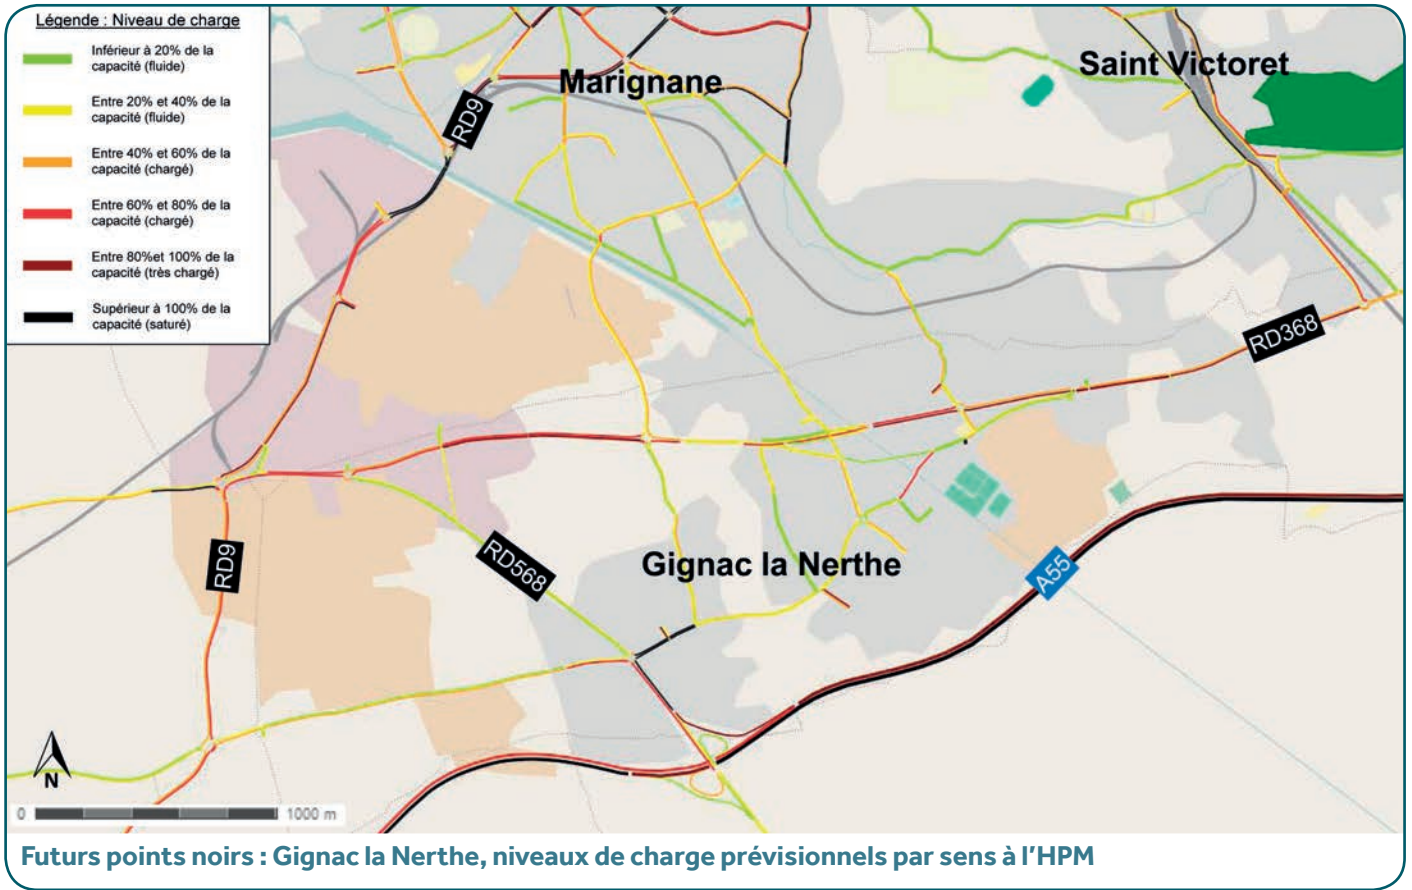 Légende : Niveau de charge
Inférieur à 20% de la
capacité (fluide)
Entre 20% et 40% de la
capacité (fluide)
Entre 40% et 60% de la
capacité (chargé)
Entre 60% et 80% de la
capacité (chargé)
Entre 80%et 100% de la
capacité (très chargé)
Supérieur à 100% de la
capacité (saturé)
Marignane
Saint Victoret
RD9
RD368
RD9
RD568
Gignac la Nerthe
A55
N
0 1000 m
Futurs points noirs : Gignac la Nerthe, niveaux de charge prévisionnels par sens à l'HPM